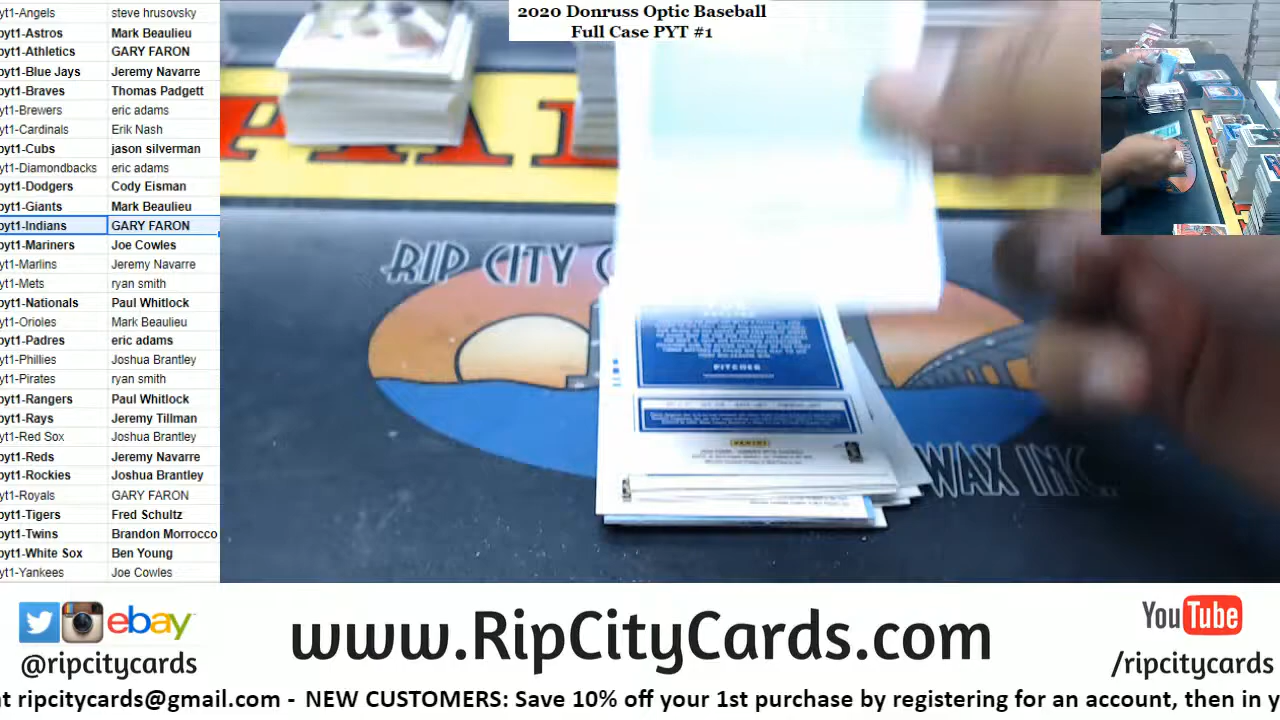 2020 Donruss Optic Baseball
Full Case PYT #1
yt1-Angels steve hrusovsky
pyt1-Astros Mark Beaulieu
pyt1-Athletics GARY FARON
pyt1-Blue Jays Jeremy Navarre
pyt1-Braves Thomas Padgett
pyt1-Brewers eric adams
pyt1-Cardinals Erik Nash
pyt1-Cubs jason silverman
yt1-Diamondbacks eric adams
pyt1-Dodgers Cody Eisman
pyt1-Giants Mark Beaulieu
pyt1-Indians GARY FARON
pyt1-Mariners Joe Cowles
pyt1-Marlins Jeremy Navarre
pyt1-Mets ryan smith
pyt1-Nationals Paul Whitlock
pyt1-Orioles Mark Beaulieu
pyt1-Padres eric adams
pyt1-Phillies Joshua Brantley
pyt1-Pirates ryan smith
pyt1-Rangers Paul Whitlock
pyt1-Rays Jeremy Tillman
pyt1-Red Sox Joshua Brantley
pyt1-Reds Jeremy Navarre
pyt1-Rockies Joshua Brantley
pyt1-Royals GARY FARON
pyt1-Tigers Fred Schultz
pyt1-Twins Brandon Morrocco
pyt1-White Sox Ben Young
pyt1-Yankees Joe Cowles
RIP CITY C
WAX INC.
PITCHER
PANINI
ebay
@ripcitycards
www.RipCityCards.com
YouTube
/ripcitycards
at ripcitycards@gmail.com - NEW CUSTOMERS: Save 10% off your 1st purchase by registering for an account, then in y